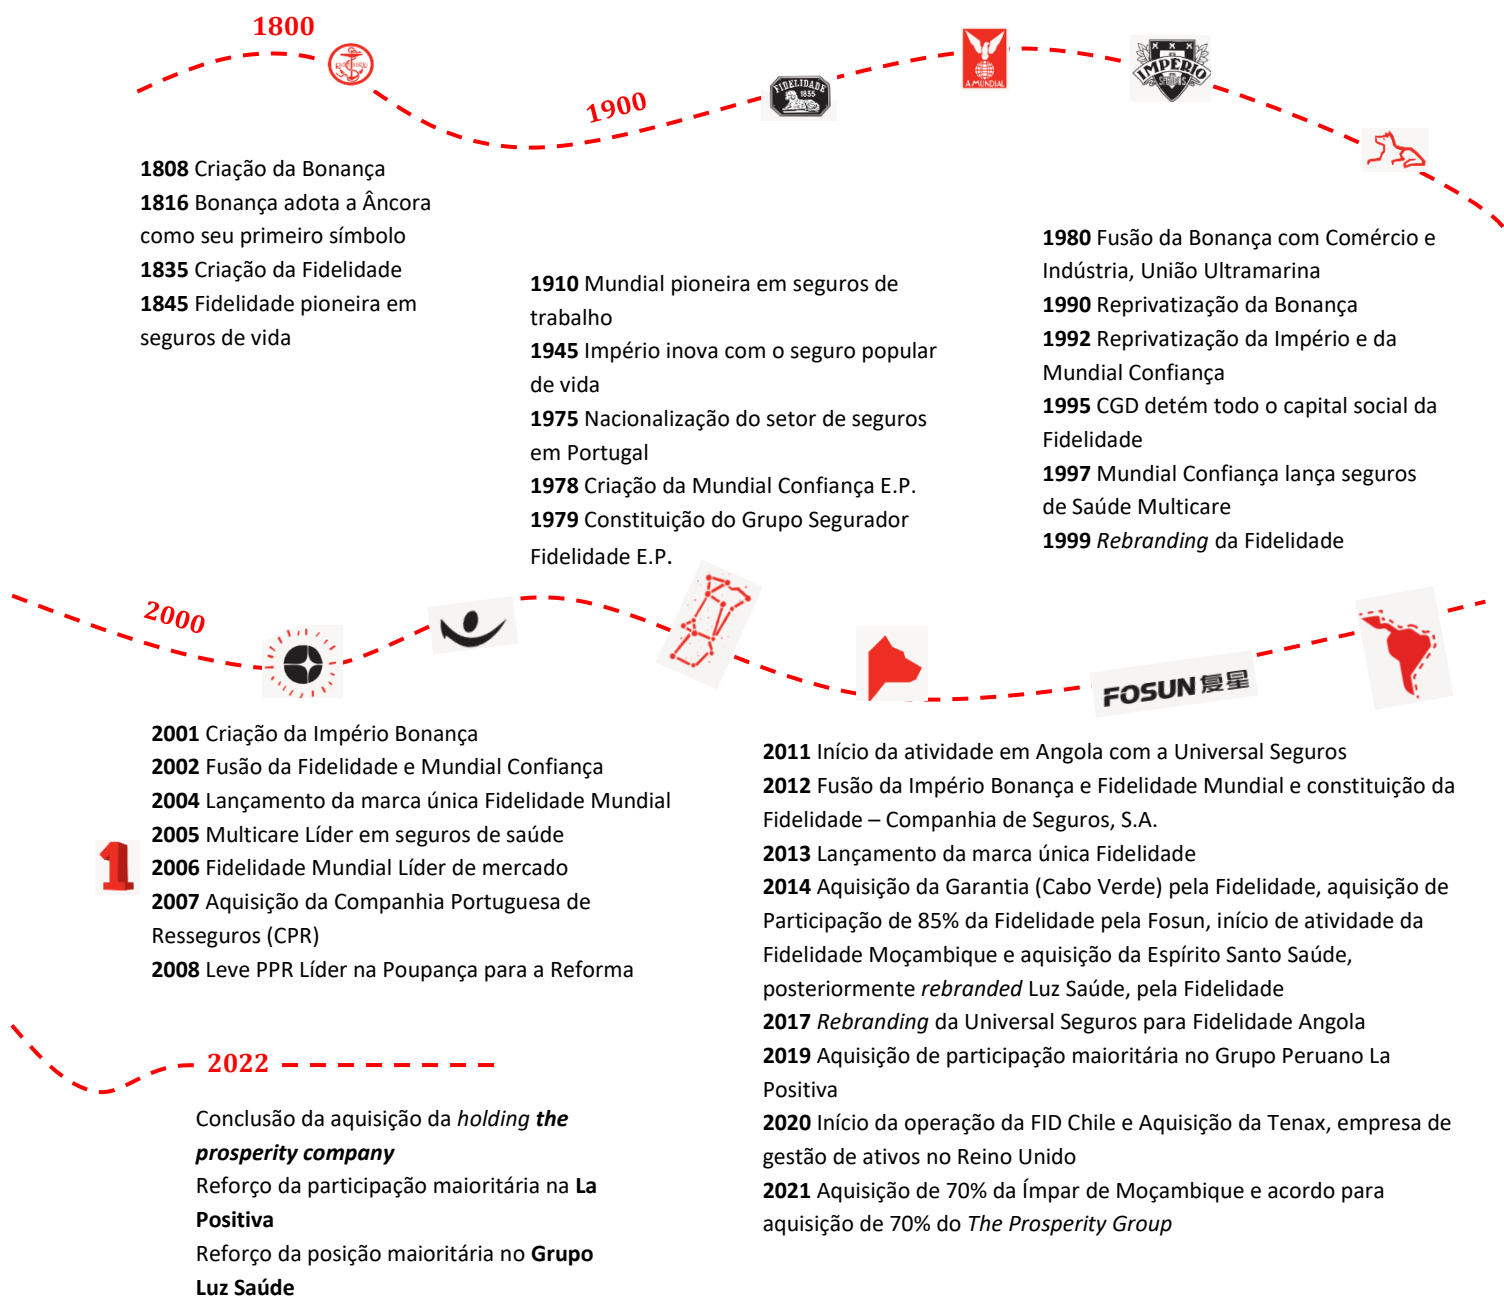 1800
1900
FIDELIDADE
1835
A MUNDIAL
IMPÉRIO
1808 Criação da Bonança
1816 Bonança adota a Âncora
como seu primeiro símbolo
1835 Criação da Fidelidade
1845 Fidelidade pioneira em
seguros de vida
1910 Mundial pioneira em seguros de
trabalho
1945 Império inova com o seguro popular
de vida
1975 Nacionalização do setor de seguros
em Portugal
1978 Criação da Mundial Confiança E.P.
1979 Constituição do Grupo Segurador
Fidelidade E.P.
1980 Fusão da Bonança com Comércio e
Indústria, União Ultramarina
1990 Reprivatização da Bonança
1992 Reprivatização da Império e da
Mundial Confiança
1995 CGD detém todo o capital social da
Fidelidade
1997 Mundial Confiança lança seguros
de Saúde Multicare
1999 Rebranding da Fidelidade
2000
FOSUN 复星
2001 Criação da Império Bonança
2002 Fusão da Fidelidade e Mundial Confiança
2004 Lançamento da marca única Fidelidade Mundial
2005 Multicare Líder em seguros de saúde
1
2006 Fidelidade Mundial Líder de mercado
2007 Aquisição da Companhia Portuguesa de
Resseguros (CPR)
2008 Leve PPR Líder na Poupança para a Reforma
2011 Início da atividade em Angola com a Universal Seguros
2012 Fusão da Império Bonança e Fidelidade Mundial e constituição da
Fidelidade – Companhia de Seguros, S.A.
2013 Lançamento da marca única Fidelidade
2014 Aquisição da Garantia (Cabo Verde) pela Fidelidade, aquisição de
Participação de 85% da Fidelidade pela Fosun, início de atividade da
Fidelidade Moçambique e aquisição da Espírito Santo Saúde,
posteriormente rebranded Luz Saúde, pela Fidelidade
2017 Rebranding da Universal Seguros para Fidelidade Angola
2019 Aquisição de participação maioritária no Grupo Peruano La
Positiva
2020 Início da operação da FID Chile e Aquisição da Tenax, empresa de
gestão de ativos no Reino Unido
2021 Aquisição de 70% da Ímpar de Moçambique e acordo para
aquisição de 70% do The Prosperity Group
2022
Conclusão da aquisição da holding the
prosperity company
Reforço da participação maioritária na La
Positiva
Reforço da posição maioritária no Grupo
Luz Saúde